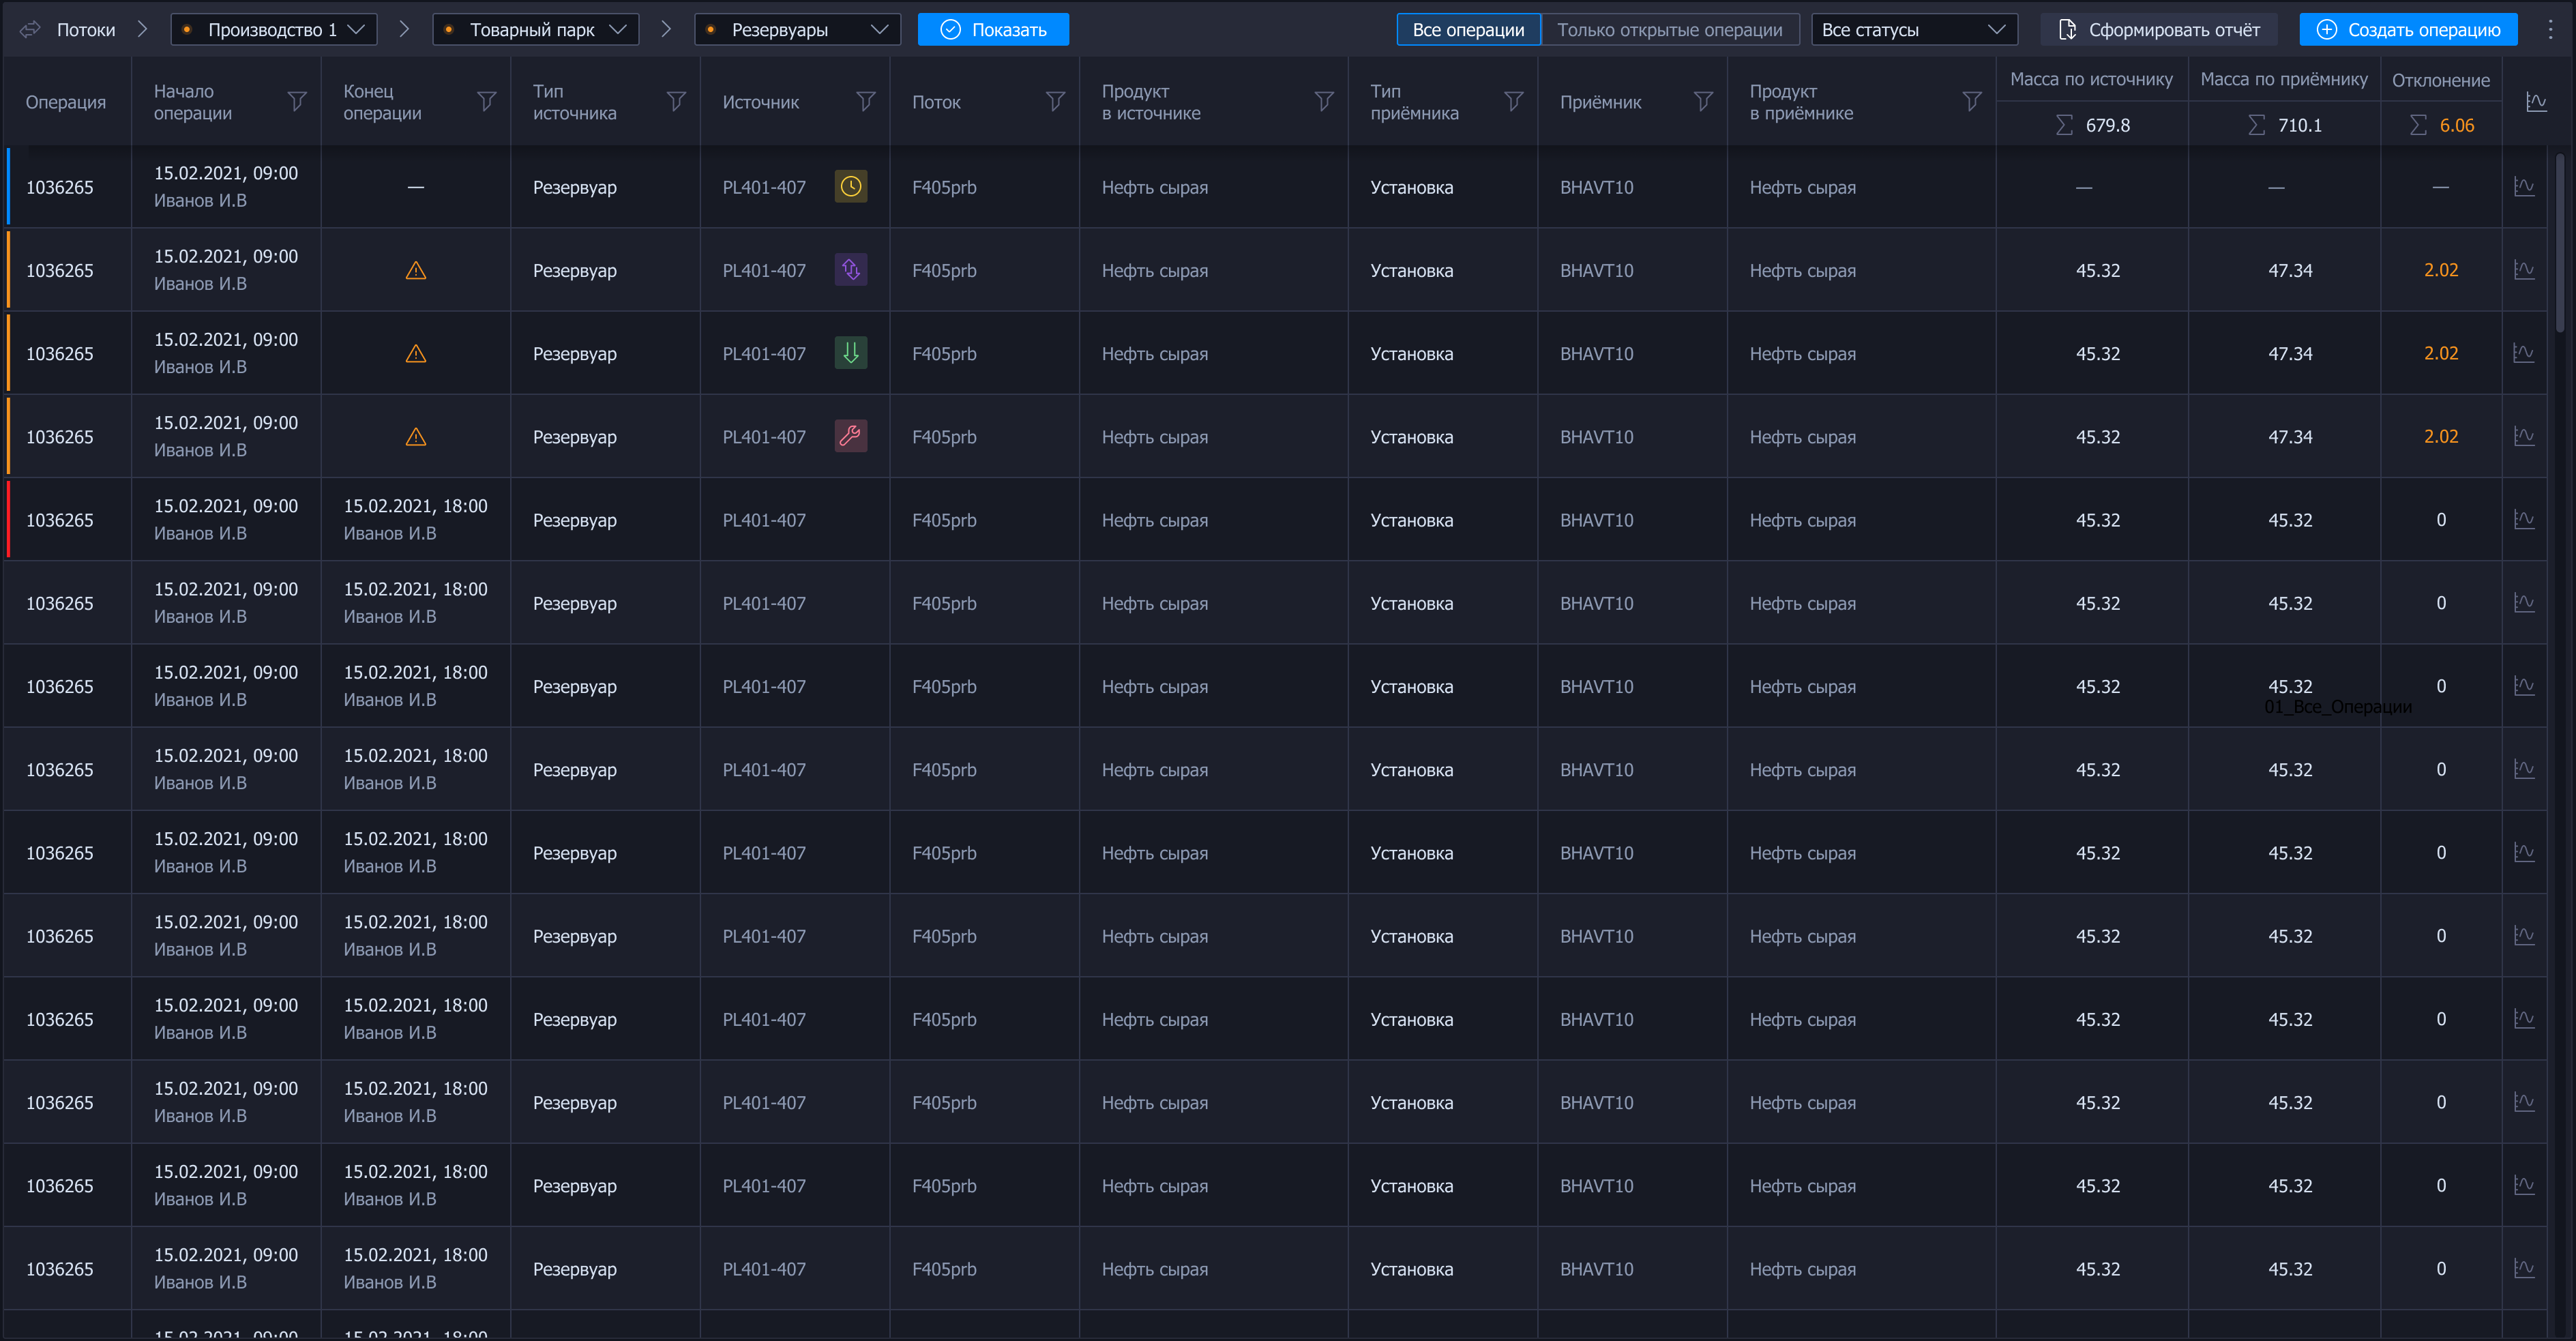 Потоки Производство 1 Товарный парк Резервуары Показать Все операции Только открытые операции Все статусы Сформировать отчёт Создать операцию
Операция Начало операции Конец операции Тип источника Источник Поток Продукт в источнике Тип приёмника Приёмник Продукт в приёмнике Масса по источнику Масса по приёмнику Отклонение
Σ 679.8 Σ 710.1 Σ 6.06
1036265 15.02.2021, 09:00 Иванов И.В — Резервуар PL401-407 F405prb Нефть сырая Установка BHAVT10 Нефть сырая — — —
1036265 15.02.2021, 09:00 Иванов И.В Резервуар PL401-407 F405prb Нефть сырая Установка BHAVT10 Нефть сырая 45.32 47.34 2.02
1036265 15.02.2021, 09:00 Иванов И.В Резервуар PL401-407 F405prb Нефть сырая Установка BHAVT10 Нефть сырая 45.32 47.34 2.02
1036265 15.02.2021, 09:00 Иванов И.В Резервуар PL401-407 F405prb Нефть сырая Установка BHAVT10 Нефть сырая 45.32 47.34 2.02
1036265 15.02.2021, 09:00 Иванов И.В 15.02.2021, 18:00 Иванов И.В Резервуар PL401-407 F405prb Нефть сырая Установка BHAVT10 Нефть сырая 45.32 45.32 0
1036265 15.02.2021, 09:00 Иванов И.В 15.02.2021, 18:00 Иванов И.В Резервуар PL401-407 F405prb Нефть сырая Установка BHAVT10 Нефть сырая 45.32 45.32 0
1036265 15.02.2021, 09:00 Иванов И.В 15.02.2021, 18:00 Иванов И.В Резервуар PL401-407 F405prb Нефть сырая Установка BHAVT10 Нефть сырая 45.32 45.32 0
01_Все_Операции
1036265 15.02.2021, 09:00 Иванов И.В 15.02.2021, 18:00 Иванов И.В Резервуар PL401-407 F405prb Нефть сырая Установка BHAVT10 Нефть сырая 45.32 45.32 0
1036265 15.02.2021, 09:00 Иванов И.В 15.02.2021, 18:00 Иванов И.В Резервуар PL401-407 F405prb Нефть сырая Установка BHAVT10 Нефть сырая 45.32 45.32 0
1036265 15.02.2021, 09:00 Иванов И.В 15.02.2021, 18:00 Иванов И.В Резервуар PL401-407 F405prb Нефть сырая Установка BHAVT10 Нефть сырая 45.32 45.32 0
1036265 15.02.2021, 09:00 Иванов И.В 15.02.2021, 18:00 Иванов И.В Резервуар PL401-407 F405prb Нефть сырая Установка BHAVT10 Нефть сырая 45.32 45.32 0
1036265 15.02.2021, 09:00 Иванов И.В 15.02.2021, 18:00 Иванов И.В Резервуар PL401-407 F405prb Нефть сырая Установка BHAVT10 Нефть сырая 45.32 45.32 0
1036265 15.02.2021, 09:00 Иванов И.В 15.02.2021, 18:00 Иванов И.В Резервуар PL401-407 F405prb Нефть сырая Установка BHAVT10 Нефть сырая 45.32 45.32 0
1036265 15.02.2021, 09:00 Иванов И.В 15.02.2021, 18:00 Иванов И.В Резервуар PL401-407 F405prb Нефть сырая Установка BHAVT10 Нефть сырая 45.32 45.32 0
15.02.2021, 09:00 15.02.2021, 18:00